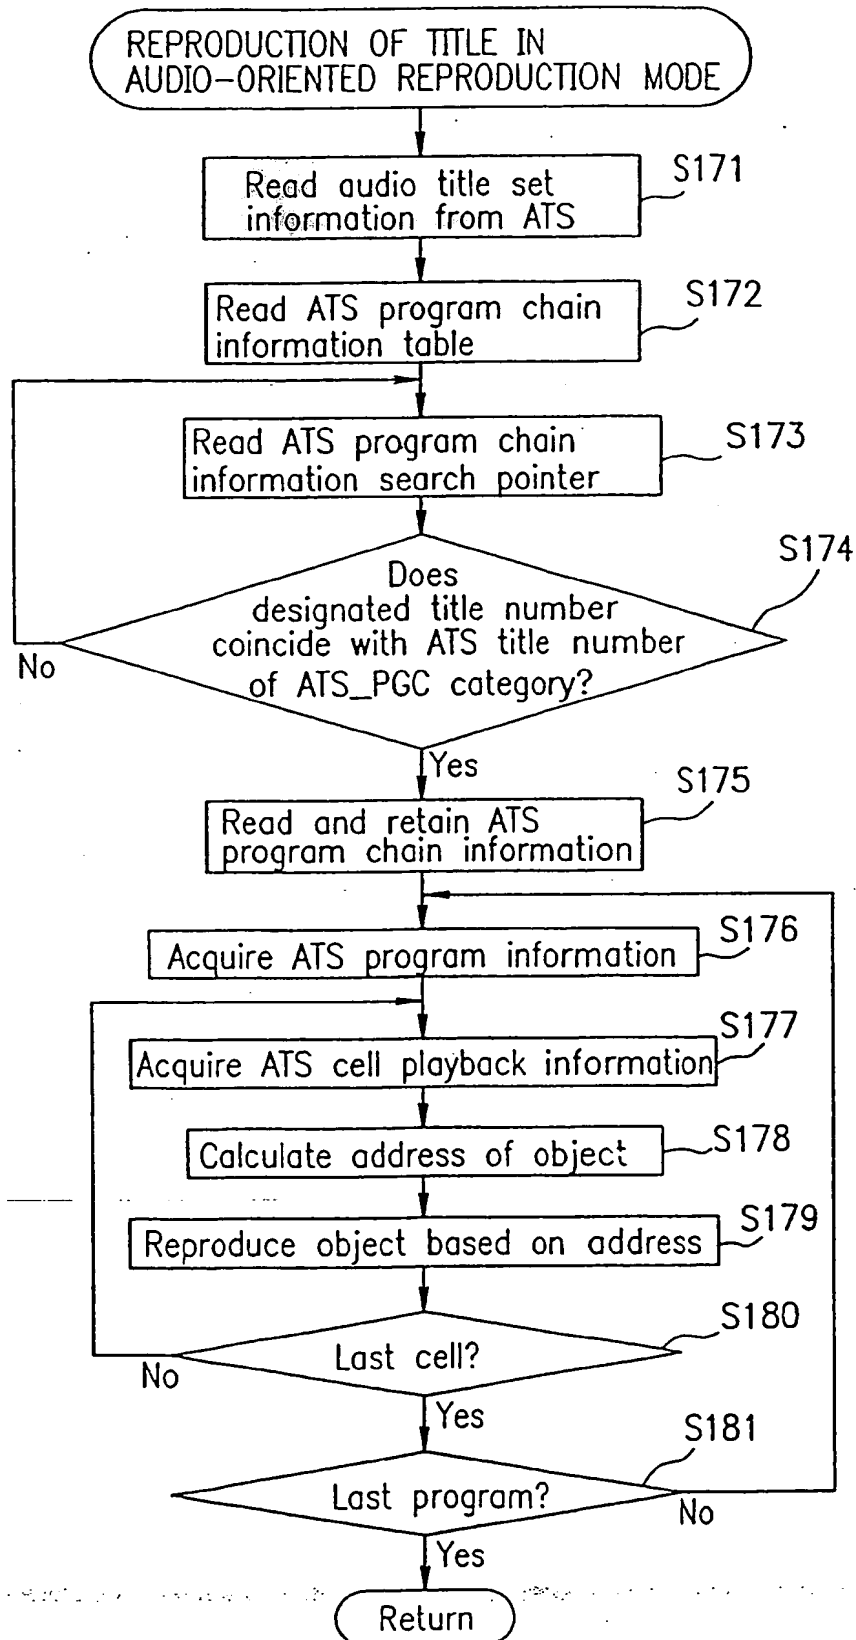 REPRODUCTION OF TITLE IN
AUDIO-ORIENTED REPRODUCTION MODE
Read audio title set
information from ATS
S171
Read ATS program chain
information table
S172
Read ATS program chain
information search pointer
S173
Does
designated title number
coincide with ATS title number
of ATS_PGC category?
S174
No
Yes
Read and retain ATS
program chain information
S175
Acquire ATS program information
S176
Acquire ATS cell playback information
S177
Calculate address of object
S178
Reproduce object based on address
S179
Last cell?
S180
No
Yes
Last program?
S181
No
Yes
Return